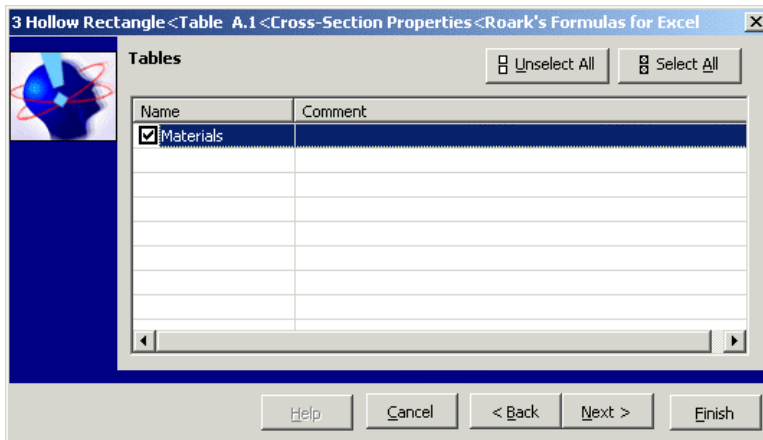 3 Hollow Rectangle<Table A.1<Cross-Section Properties<Roark's Formulas for Excel
Tables
Unselect All
Select All
Name Comment
Materials
Help Cancel < Back Next > Finish